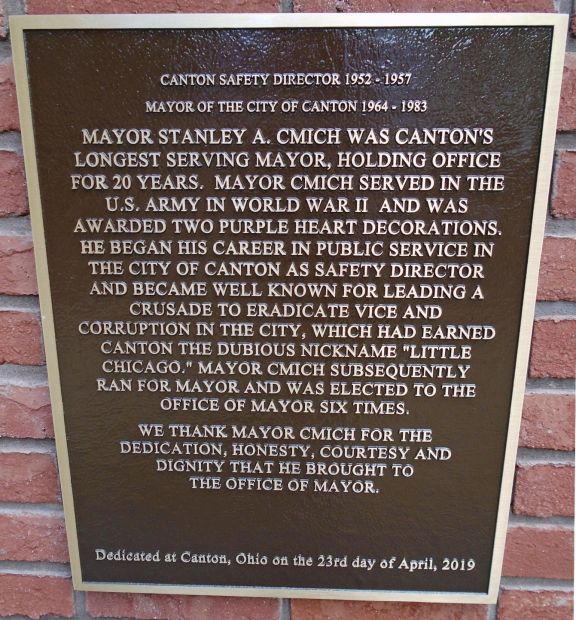 CANTON SAFETY DIRECTOR 1952 - 1957
MAYOR OF THE CITY OF CANTON 1964 - 1983
MAYOR STANLEY A. CMICH WAS CANTON'S
LONGEST SERVING MAYOR, HOLDING OFFICE
FOR 20 YEARS. MAYOR CMICH SERVED IN THE
U.S. ARMY IN WORLD WAR II AND WAS
AWARDED TWO PURPLE HEART DECORATIONS.
HE BEGAN HIS CAREER IN PUBLIC SERVICE IN
THE CITY OF CANTON AS SAFETY DIRECTOR
AND BECAME WELL KNOWN FOR LEADING A
CRUSADE TO ERADICATE VICE AND
CORRUPTION IN THE CITY, WHICH HAD EARNED
CANTON THE DUBIOUS NICKNAME "LITTLE
CHICAGO." MAYOR CMICH SUBSEQUENTLY
RAN FOR MAYOR AND WAS ELECTED TO THE
OFFICE OF MAYOR SIX TIMES.
WE THANK MAYOR CMICH FOR THE
DEDICATION, HONESTY, COURTESY AND
DIGNITY THAT HE BROUGHT TO
THE OFFICE OF MAYOR.
Dedicated at Canton, Ohio on the 23rd day of April, 2019